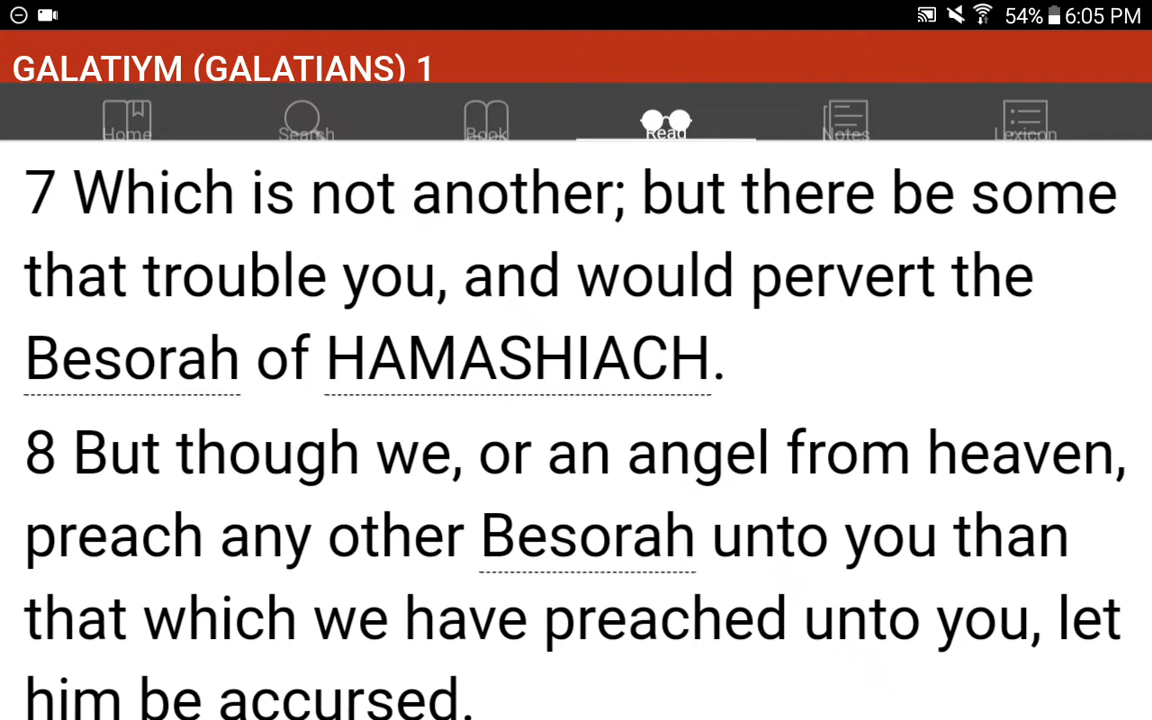 54% 6:05 PM
GALATIYM (GALATIANS) 1
Home Search Book Read Notes Lexicon
7 Which is not another; but there be some
that trouble you, and would pervert the
Besorah of HAMASHIACH.
8 But though we, or an angel from heaven,
preach any other Besorah unto you than
that which we have preached unto you, let
him be accursed.